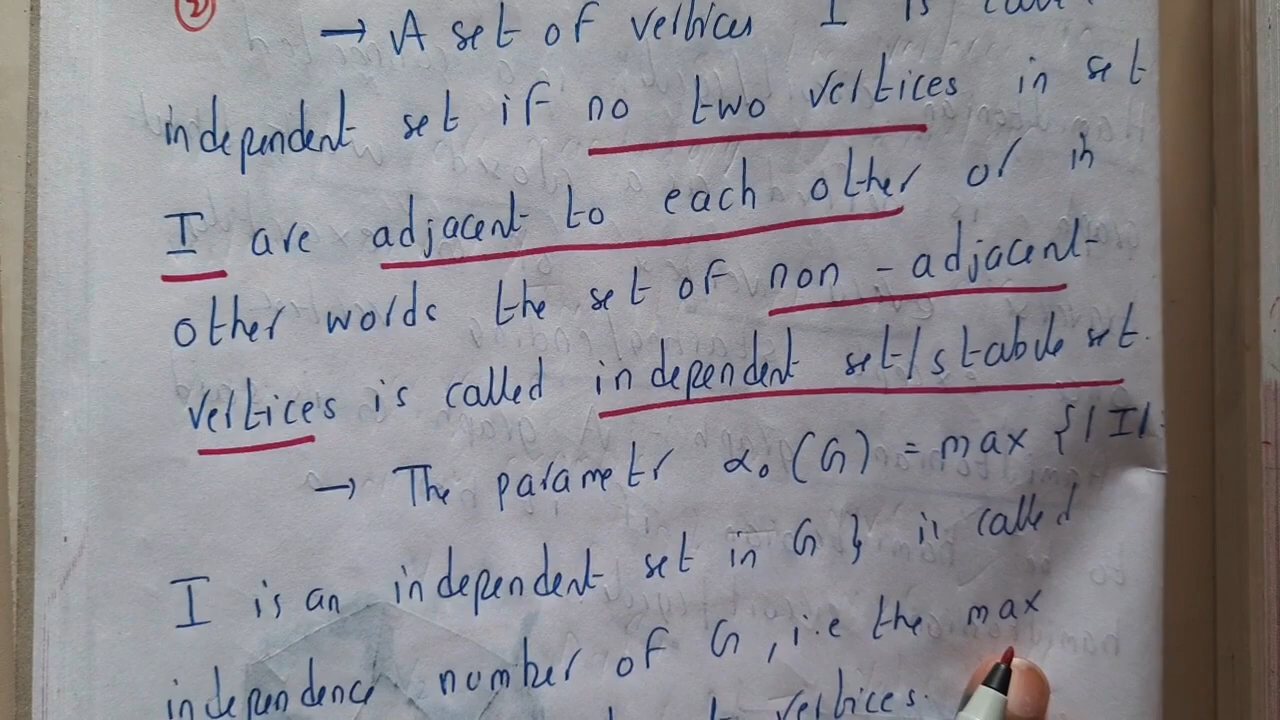 ②
→ A set of vertices I is
independent set if no two vertices in set
I are adjacent to each other or in
other words the set of non-adjacent
vertices is called independent set/stable set.
→ The parametr α₀(G) = max {|I|
I is an independent set in G} is called
independence number of G, i.e the max
vertices.